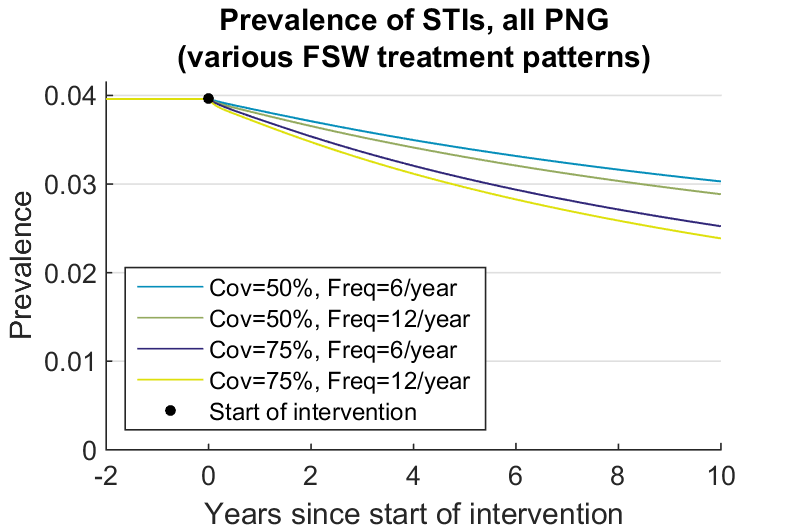 Prevalence of STIs, all PNG
(various FSW treatment patterns)
Prevalence
0.04
0.03
0.02
0.01
0
Cov=50%, Freq=6/year
Cov=50%, Freq=12/year
Cov=75%, Freq=6/year
Cov=75%, Freq=12/year
Start of intervention
-2 0 2 4 6 8 10
Years since start of intervention